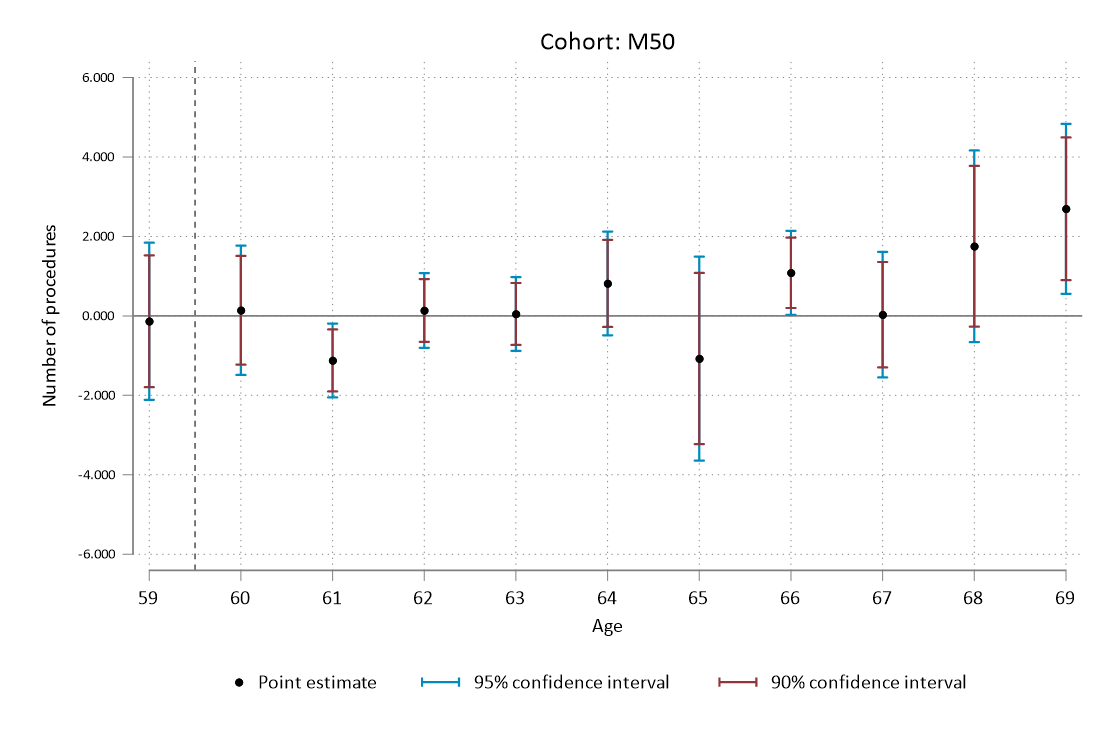 Cohort: M50
Number of procedures
6.000
4.000
2.000
0.000
-2.000
-4.000
-6.000
59 60 61 62 63 64 65 66 67 68 69
Age
Point estimate 95% confidence interval 90% confidence interval